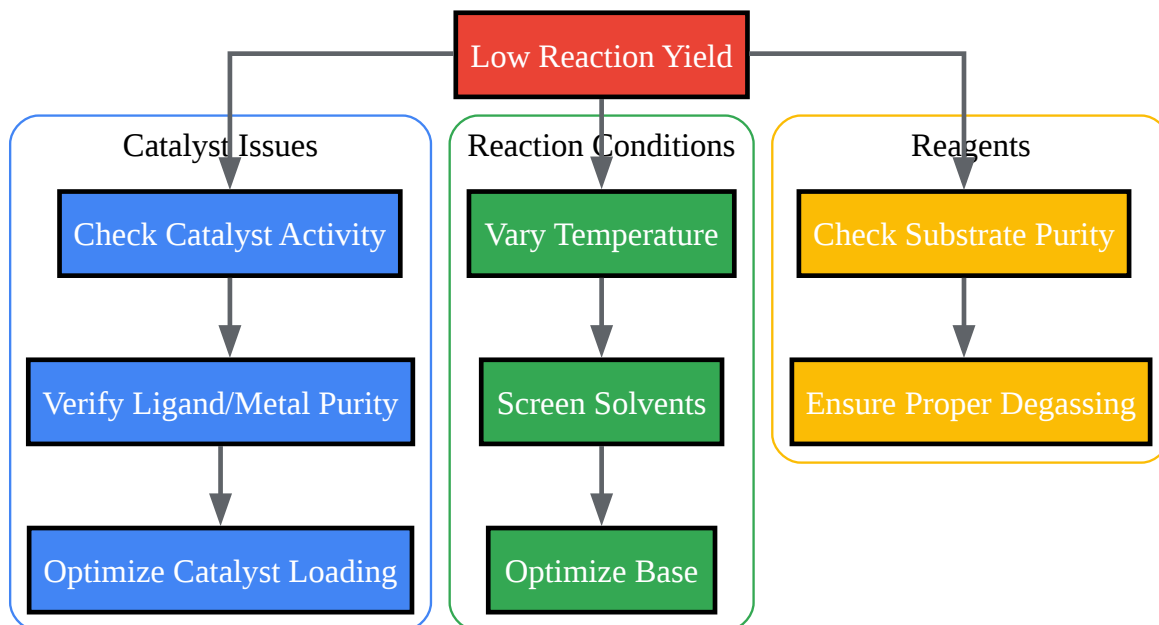 Low Reaction Yield
Catalyst Issues
Check Catalyst Activity
Verify Ligand/Metal Purity
Optimize Catalyst Loading
Reaction Conditions
Vary Temperature
Screen Solvents
Optimize Base
Reagents
Check Substrate Purity
Ensure Proper Degassing